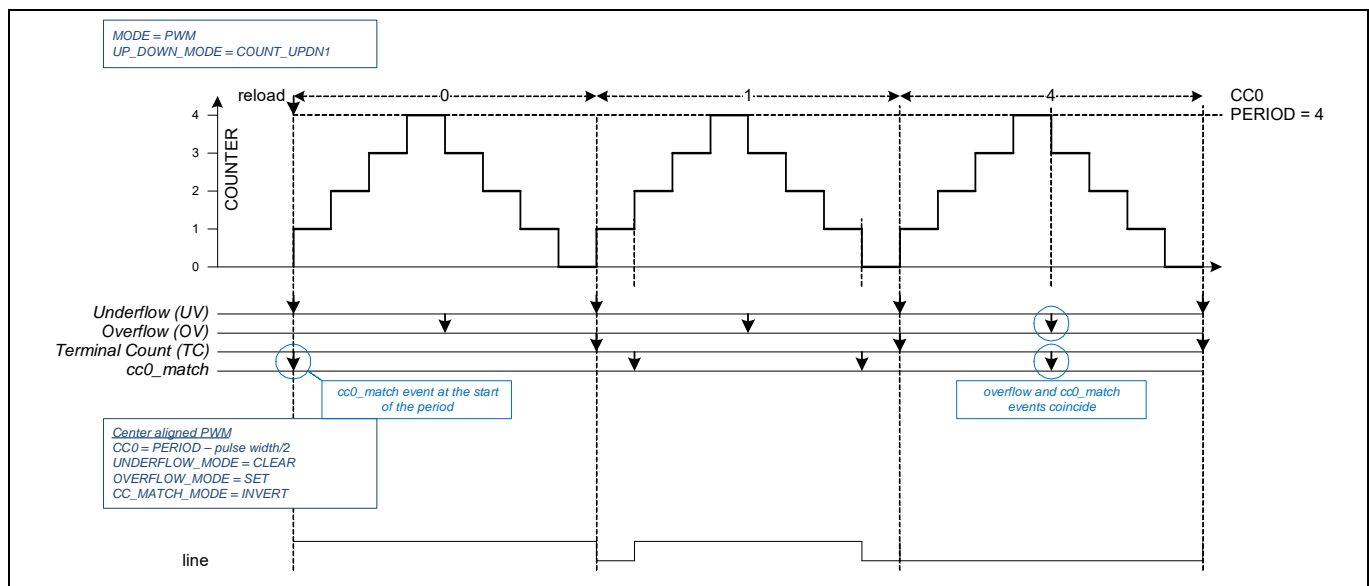 MODE = PWM
UP_DOWN_MODE = COUNT_UPDN1
reload
0
1
4
CC0
PERIOD = 4
4
3
2
1
0
COUNTER
Underflow (UV)
Overflow (OV)
Terminal Count (TC)
cc0_match
cc0_match event at the start
of the period
overflow and cc0_match
events coincide
Center aligned PWM
CC0 = PERIOD – pulse width/2
UNDERFLOW_MODE = CLEAR
OVERFLOW_MODE = SET
CC_MATCH_MODE = INVERT
line